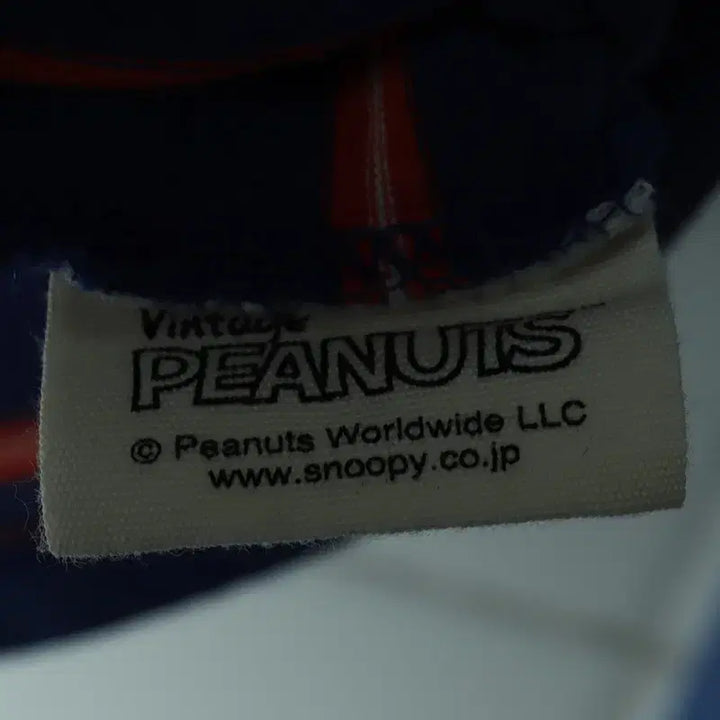 Vintage
PEANUTS
© Peanuts Worldwide LLC
www.snoopy.co.jp